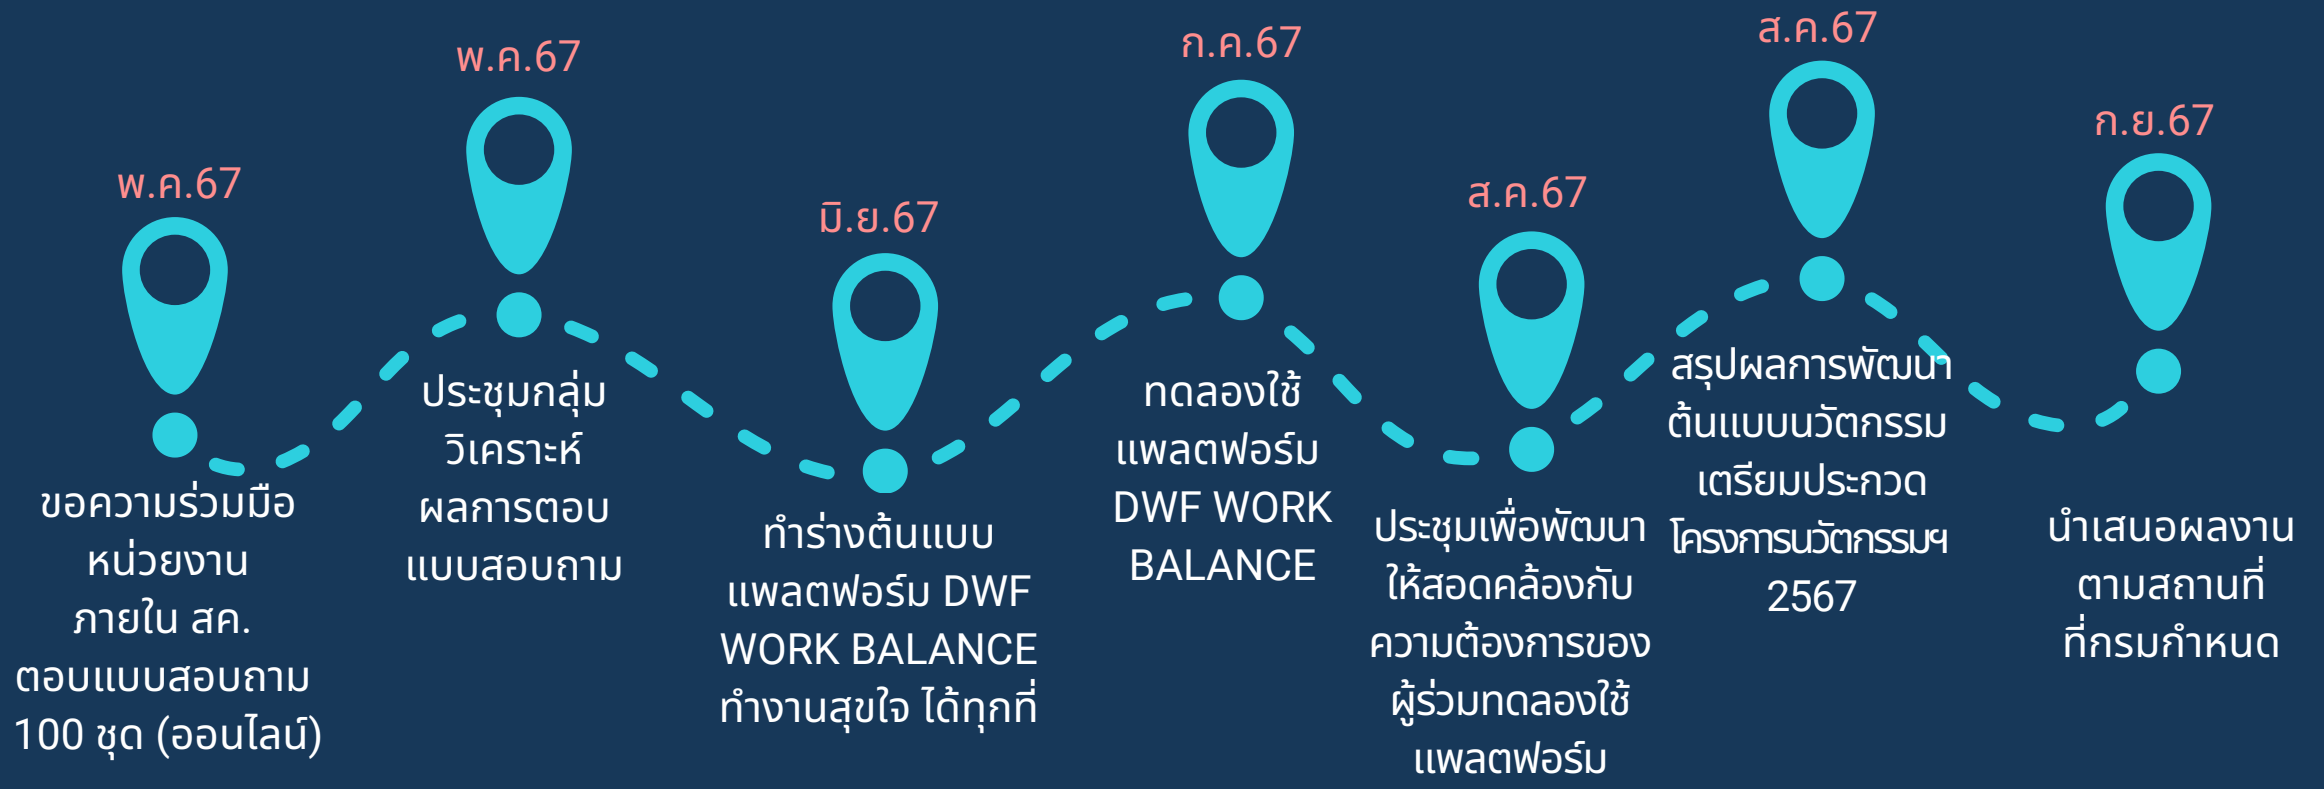 พ.ค.67
ขอความร่วมมือ
หน่วยงาน
ภายใน สค.
ตอบแบบสอบถาม
100 ชุด (ออนไลน์)
พ.ค.67
ประชุมกลุ่ม
วิเคราะห์
ผลการตอบ
แบบสอบถาม
มิ.ย.67
ทำร่างต้นแบบ
แพลตฟอร์ม DWF
WORK BALANCE
ทำงานสุขใจ ได้ทุกที่
ก.ค.67
ทดลองใช้
แพลตฟอร์ม
DWF WORK
BALANCE
ส.ค.67
ประชุมเพื่อพัฒนา
ให้สอดคล้องกับ
ความต้องการของ
ผู้ร่วมทดลองใช้
แพลตฟอร์ม
ส.ค.67
สรุปผลการพัฒนา
ต้นแบบนวัตกรรม
เตรียมประกวด
โครงการนวัตกรรมฯ
2567
ก.ย.67
นำเสนอผลงาน
ตามสถานที่
ที่กรมกำหนด